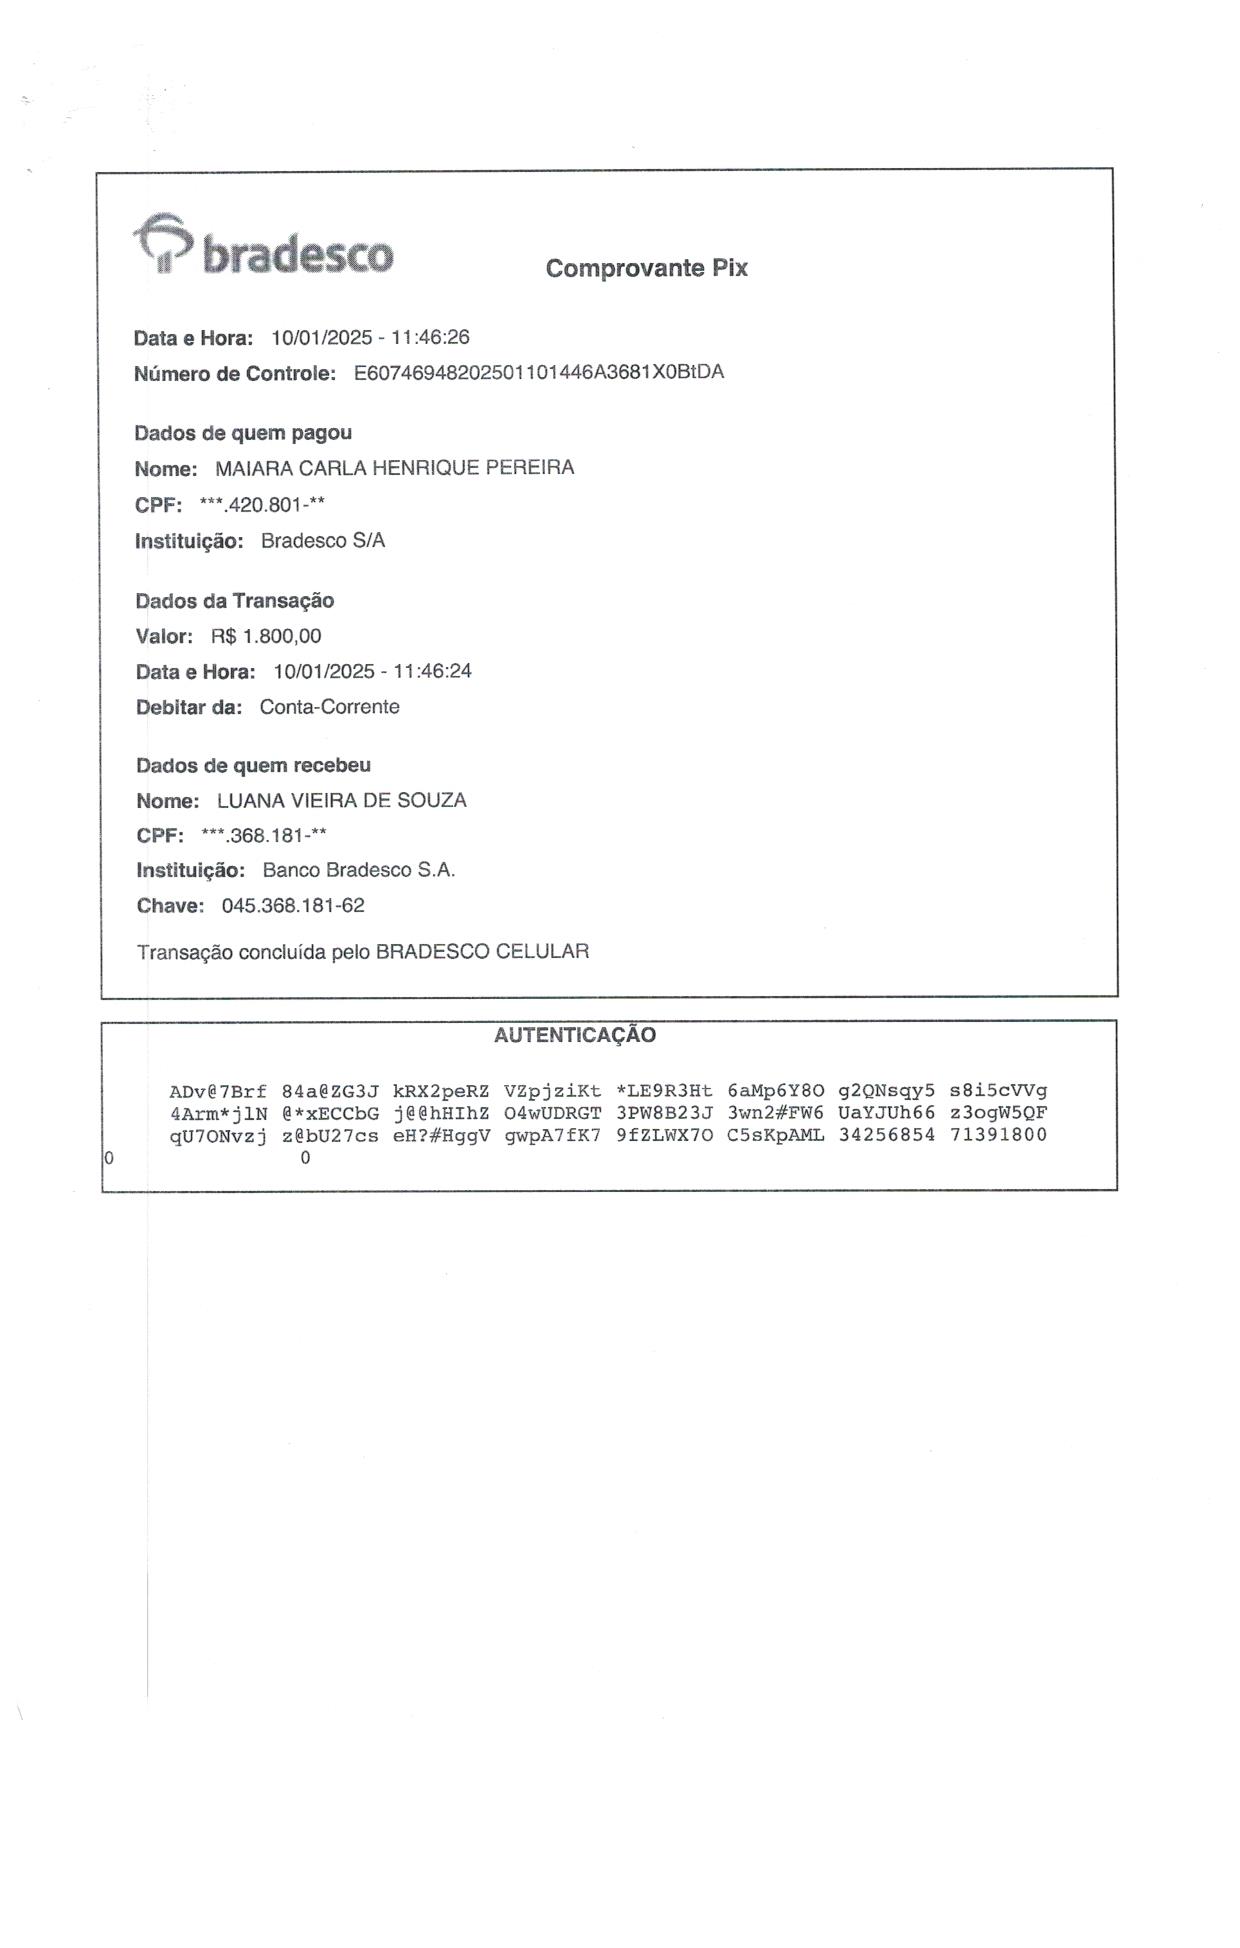 bradesco
Comprovante Pix
Data e Hora: 10/01/2025 - 11:46:26
Número de Controle: E60746948202501101446A3681X0BtDA
Dados de quem pagou
Nome: MAIARA CARLA HENRIQUE PEREIRA
CPF: ***.420.801-**
Instituição: Bradesco S/A
Dados da Transação
Valor: R$ 1.800,00
Data e Hora: 10/01/2025 - 11:46:24
Debitar da: Conta-Corrente
Dados de quem recebeu
Nome: LUANA VIEIRA DE SOUZA
CPF: ***.368.181-**
Instituição: Banco Bradesco S.A.
Chave: 045.368.181-62
Transação concluída pelo BRADESCO CELULAR
AUTENTICAÇÃO
ADv@7Brf 84a@ZG3J kRX2peRZ VZpjziKt *LE9R3Ht 6aMp6Y8O g2QNsqy5 s8i5cVVg
4Arm*jlN @*xECCbG j@@hHIhZ O4wUDRGT 3PW8B23J 3wn2#FW6 UaYJUh66 z3ogW5QF
qU7ONvzj z@bU27cs eH?#HggV gwpA7fK7 9fZLWX7O C5sKpAML 34256854 71391800
0 0